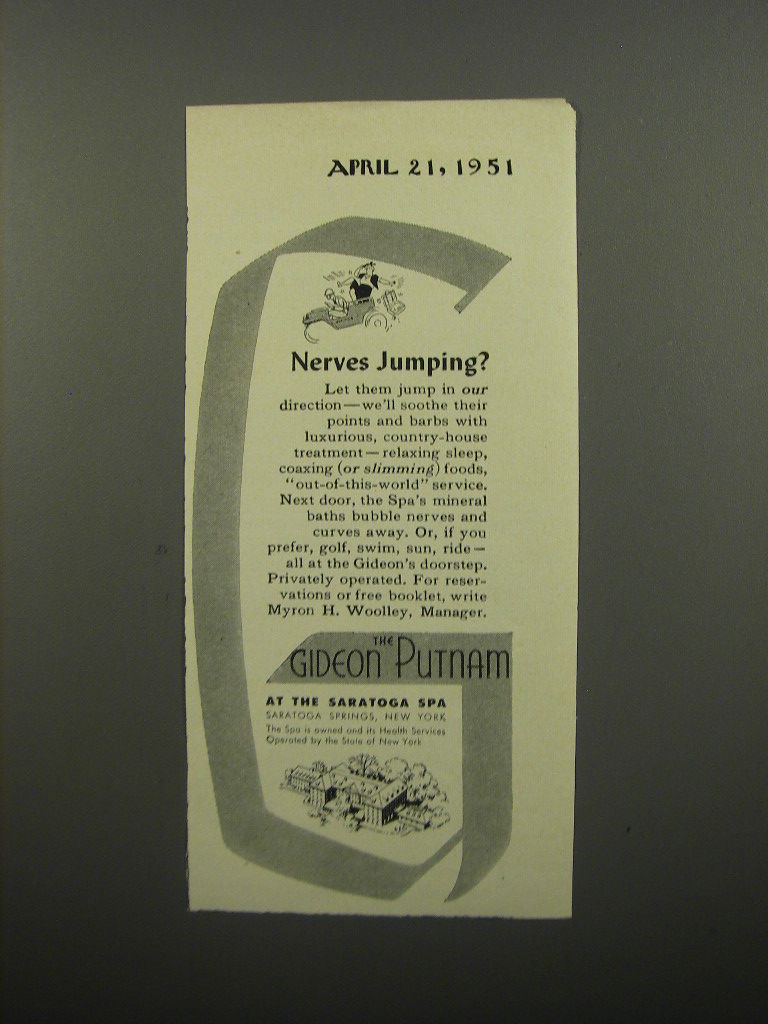 APRIL 21, 1951
Nerves Jumping?
Let them jump in our
direction—we'll soothe their
points and barbs with
luxurious, country-house
treatment—relaxing sleep,
coaxing (or slimming) foods,
"out-of-this-world" service.
Next door, the Spa's mineral
baths bubble nerves and
curves away. Or, if you
prefer, golf, swim, sun, ride—
all at the Gideon's doorstep.
Privately operated. For reser-
vations or free booklet, write
Myron H. Woolley, Manager.
THE
GIDEON PUTNAM
AT THE SARATOGA SPA
SARATOGA SPRINGS, NEW YORK
The Spa is owned and its Health Services
Operated by the State of New York